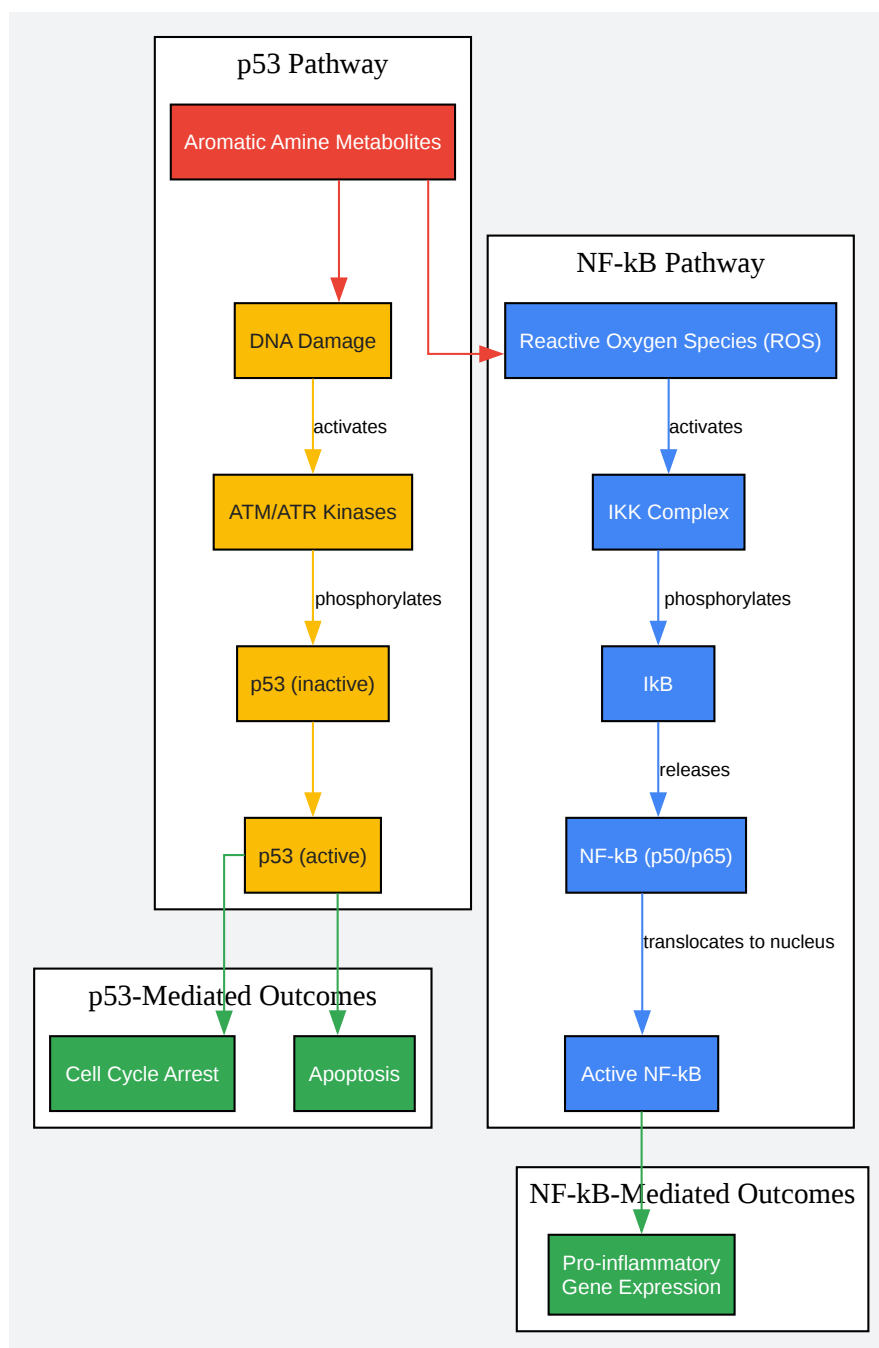 p53 Pathway
Aromatic Amine Metabolites
DNA Damage
activates
ATM/ATR Kinases
phosphorylates
p53 (inactive)
p53 (active)
p53-Mediated Outcomes
Cell Cycle Arrest
Apoptosis
NF-kB Pathway
Reactive Oxygen Species (ROS)
activates
IKK Complex
phosphorylates
IkB
releases
NF-kB (p50/p65)
translocates to nucleus
Active NF-kB
NF-kB-Mediated Outcomes
Pro-inflammatory
Gene Expression